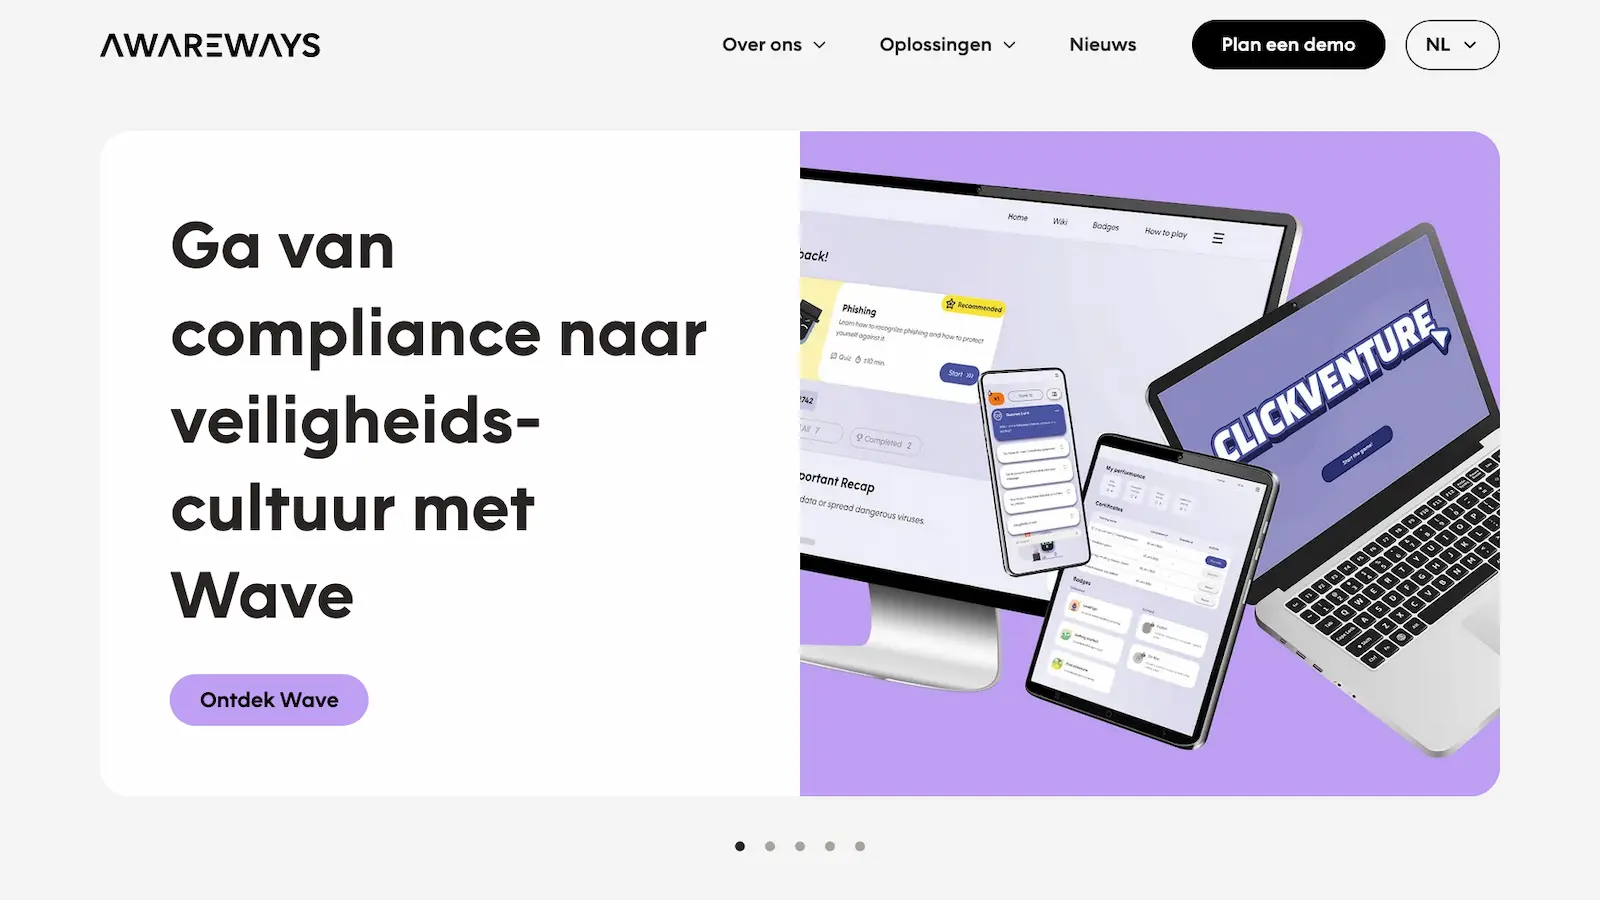 AWAREWAYS
Over ons
Oplossingen
Nieuws
Plan een demo
NL
Ga van
compliance naar
veiligheids-
cultuur met
Wave
Ontdek Wave
Home
Wiki
Badges
How to play
back!
Recommended
Phishing
Learn how to recognize phishing and how to protect
yourself against it.
Quiz
±10 min.
Start
2742
All 7
Completed 2
portant Recap
data or spread dangerous viruses.
CLICKVENTURE
Start the game!
My performance
Certificates
Badges